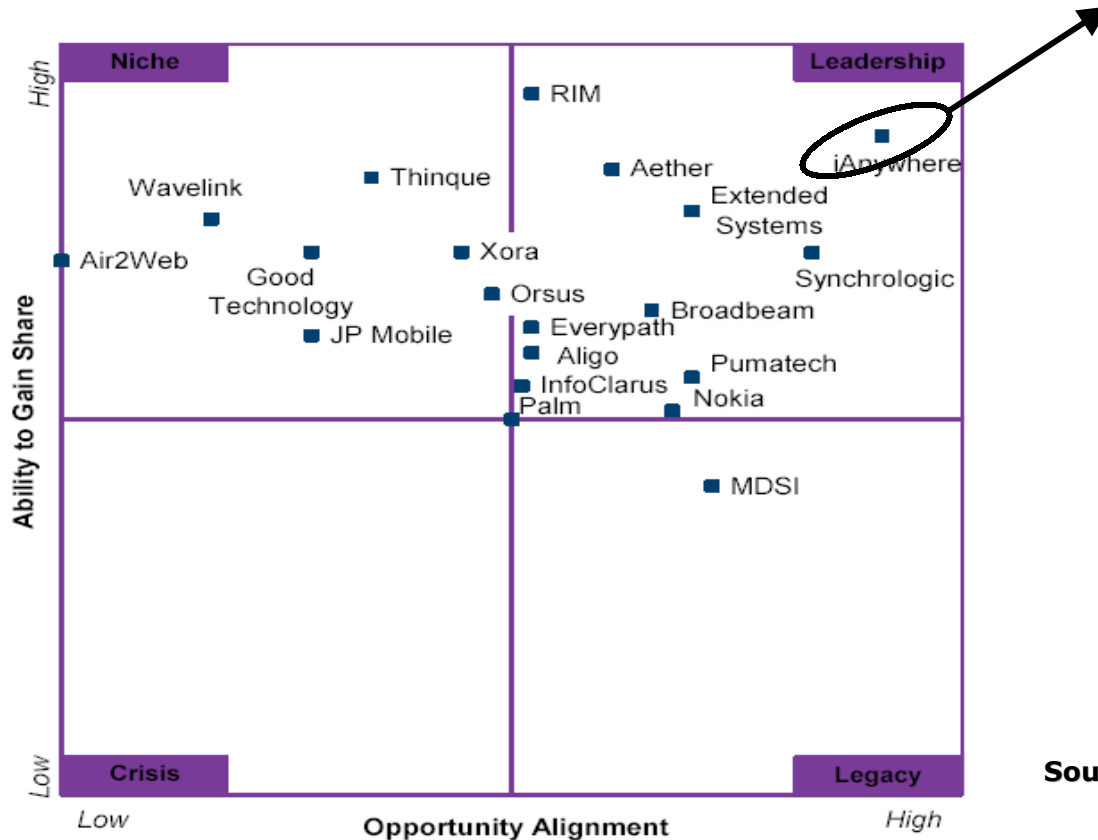 Niche
Leadership
High
RIM
iAnywhere
Aether
Thinque
Wavelink
Extended
Systems
Xora
Air2Web
Good
Technology
Synchrologic
Orsus
Broadbeam
Everypath
JP Mobile
Aligo
Pumatech
InfoClarus
Nokia
Palm
Ability to Gain Share
MDSI
Low
Crisis
Legacy
Sou
Low
Opportunity Alignment
High